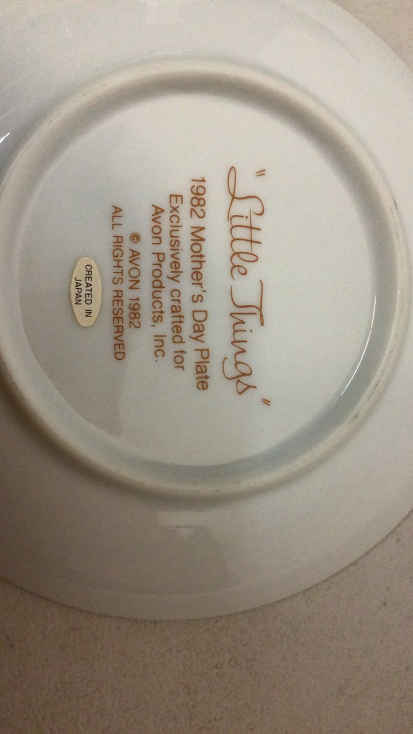 "Little Things"
1982 Mother's Day Plate
Exclusively crafted for
Avon Products, Inc.
© AVON 1982
ALL RIGHTS RESERVED
CREATED IN
JAPAN